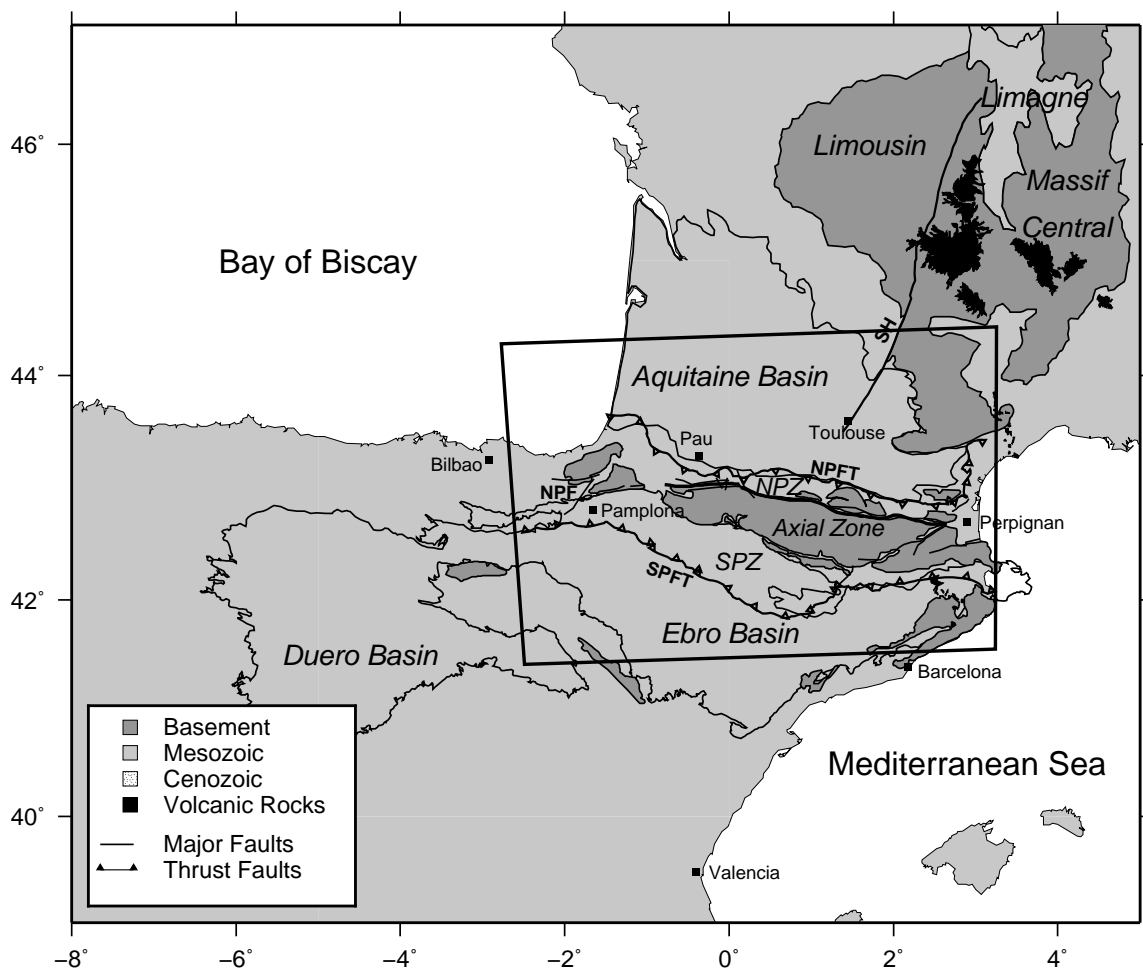 Limagne
46°
Limousin
Massif
Central
Bay of Biscay
SH
44°
Aquitaine Basin
Toulouse
Pau
Bilbao
NPFT
NPZ
NPF
Pamplona
Axial Zone
Perpignan
SPZ
SPFT
42°
Ebro Basin
Duero Basin
Barcelona
Basement
Mesozoic
Cenozoic
Volcanic Rocks
Major Faults
Thrust Faults
Mediterranean Sea
40°
Valencia
−8°
−6°
−4°
−2°
0°
2°
4°